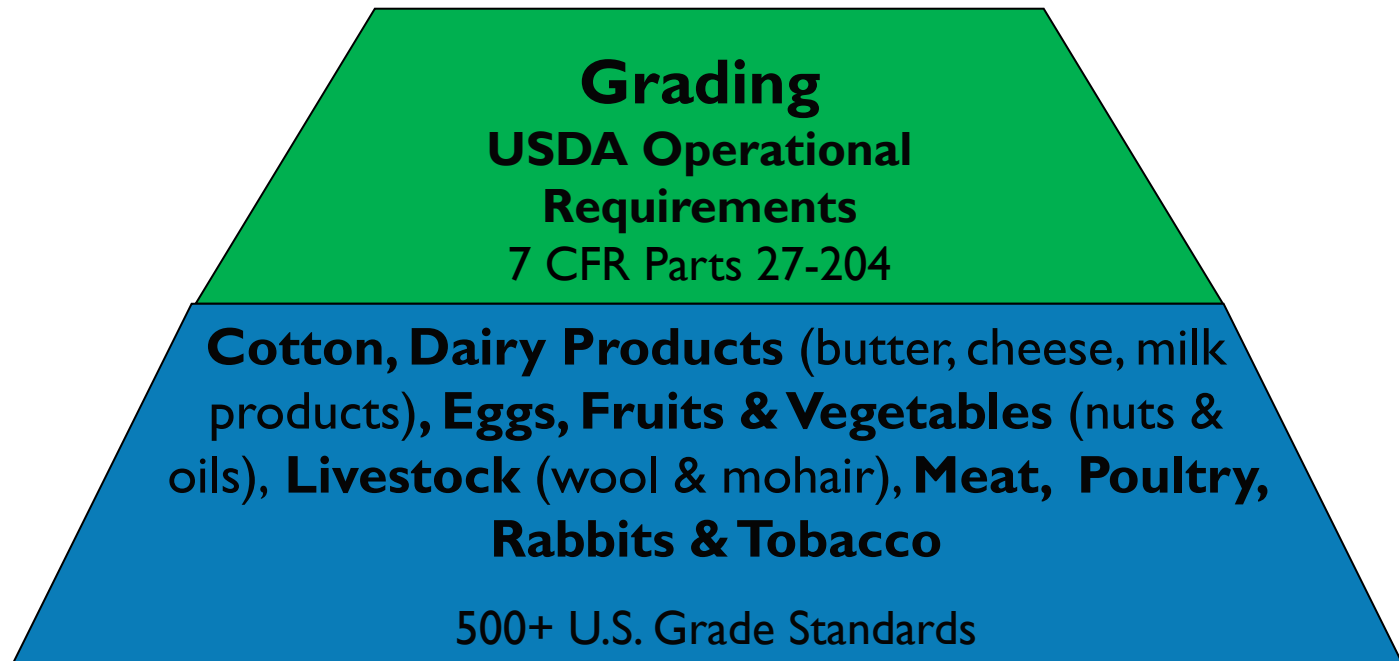 Grading
USDA Operational
Requirements
7 CFR Parts 27-204
Cotton, Dairy Products (butter, cheese, milk
products), Eggs, Fruits & Vegetables (nuts &
oils), Livestock (wool & mohair), Meat, Poultry,
Rabbits & Tobacco
500+ U.S. Grade Standards